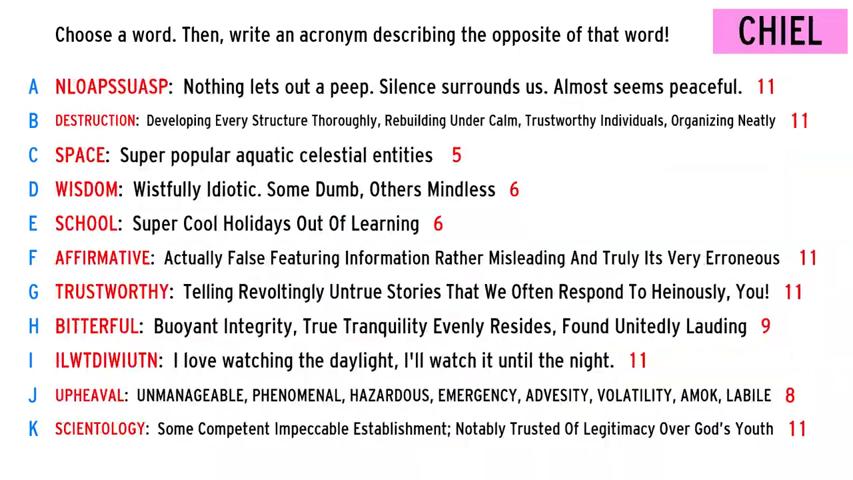 Choose a word. Then, write an acronym describing the opposite of that word!
CHIEL
A NLOAPSSUASP: Nothing lets out a peep. Silence surrounds us. Almost seems peaceful. 11
B DESTRUCTION: Developing Every Structure Thoroughly, Rebuilding Under Calm, Trustworthy Individuals, Organizing Neatly 11
C SPACE: Super popular aquatic celestial entities 5
D WISDOM: Wistfully Idiotic. Some Dumb, Others Mindless 6
E SCHOOL: Super Cool Holidays Out Of Learning 6
F AFFIRMATIVE: Actually False Featuring Information Rather Misleading And Truly Its Very Erroneous 11
G TRUSTWORTHY: Telling Revoltingly Untrue Stories That We Often Respond To Heinously, You! 11
H BITTERFUL: Buoyant Integrity, True Tranquility Evenly Resides, Found Unitedly Lauding 9
I ILWTDIWIUTN: I love watching the daylight, I'll watch it until the night. 11
J UPHEAVAL: UNMANAGEABLE, PHENOMENAL, HAZARDOUS, EMERGENCY, ADVESITY, VOLATILITY, AMOK, LABILE 8
K SCIENTOLOGY: Some Competent Impeccable Establishment; Notably Trusted Of Legitimacy Over God's Youth 11